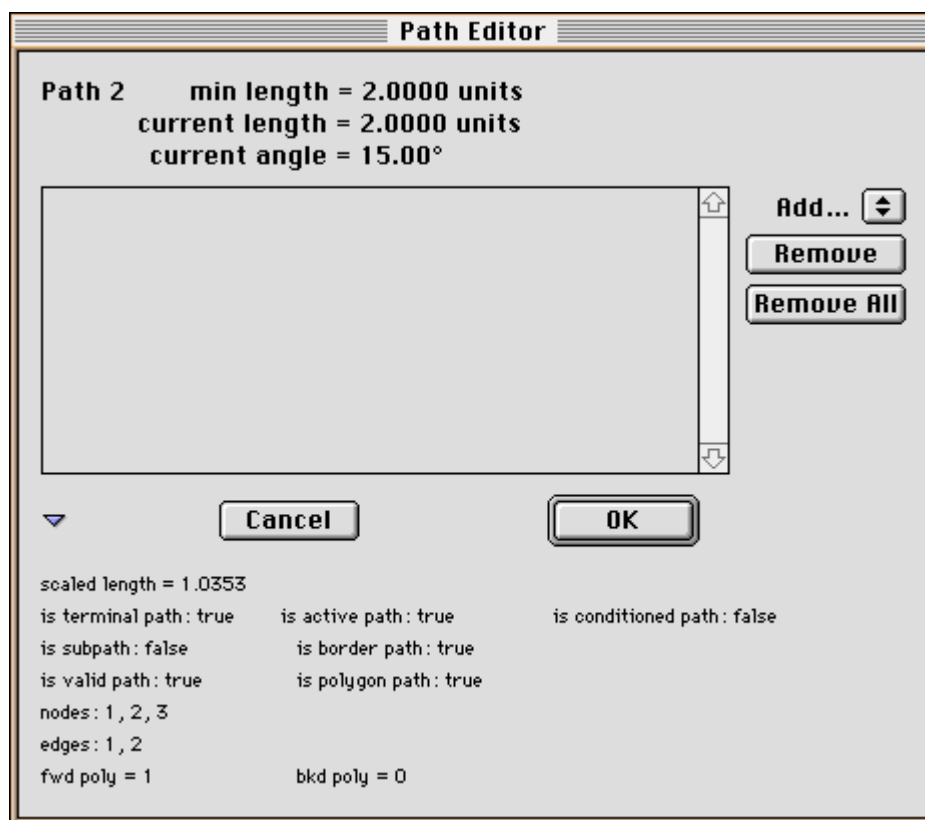 Path Editor
Path 2 min length = 2.0000 units
current length = 2.0000 units
current angle = 15.00°
Add...
Remove
Remove All
Cancel OK
scaled length = 1.0353
is terminal path: true is active path: true is conditioned path: false
is subpath: false is border path: true
is valid path: true is polygon path: true
nodes: 1, 2, 3
edges: 1, 2
fwd poly = 1 bkd poly = 0